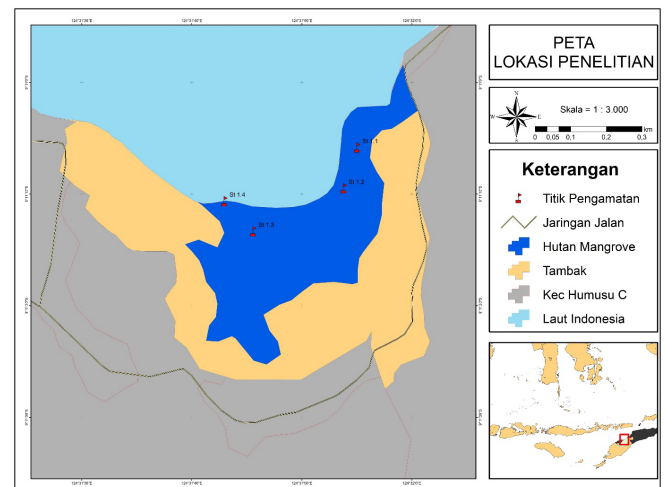 PETA
LOKASI PENELITIAN
N
W
E
S
Skala = 1 : 3.000
km
0 0,05 0,1 0,2 0,3
Keterangan
Titik Pengamatan
Jaringan Jalan
Hutan Mangrove
Tambak
Kec Humusu C
Laut Indonesia
St 1.1
St 1.2
St 1.4
St 1.3